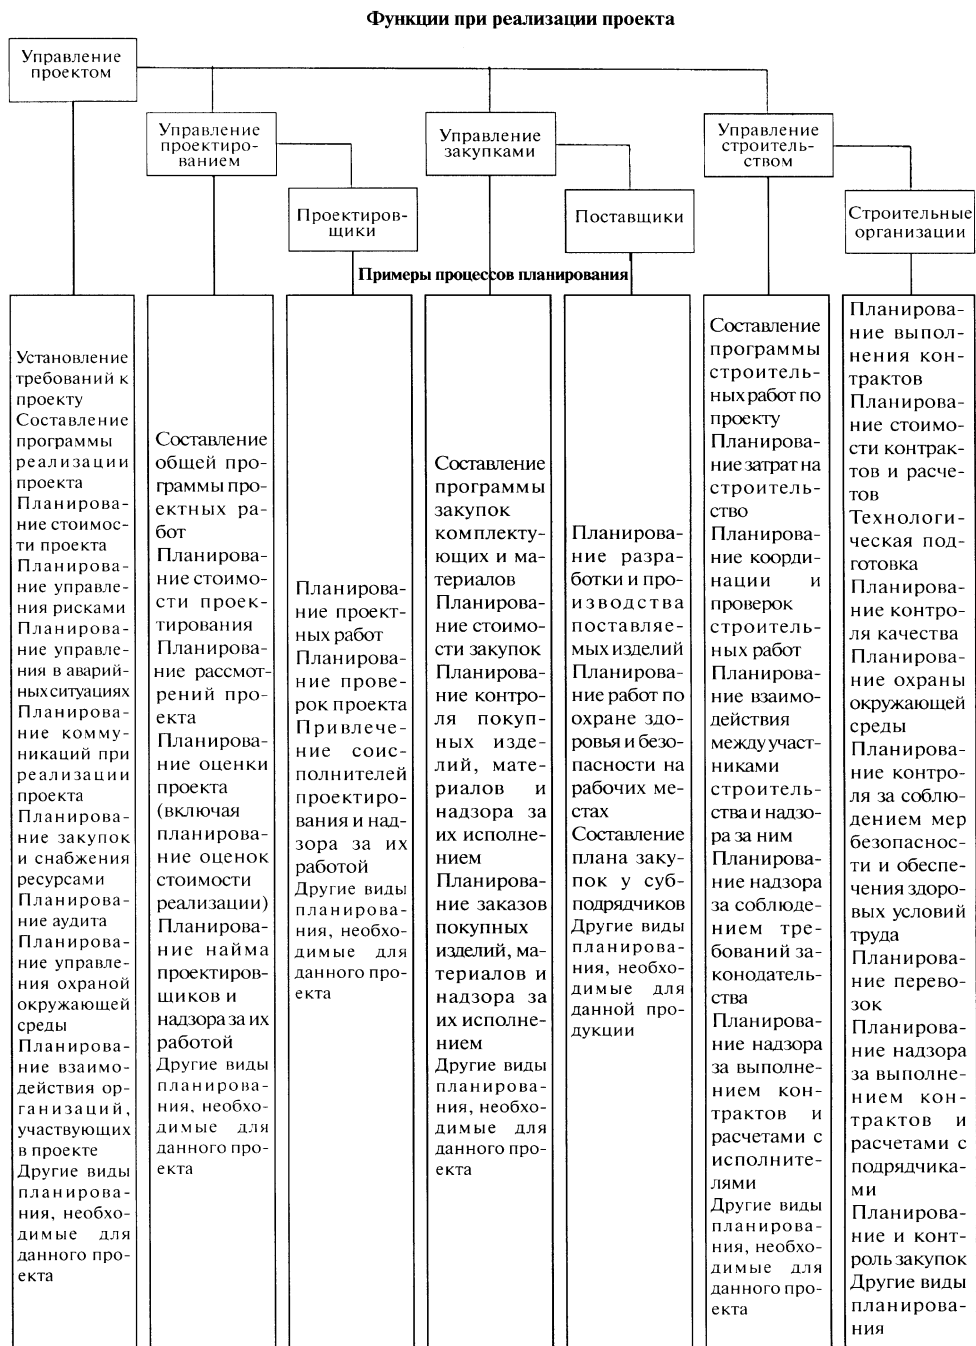 Функции при реализации проекта
Управление
проектом
Управление
проектиро-
ванием
Управление
закупками
Управление
строитель-
ством
Проектиров-
щики
Поставщики
Строительные
организации
Примеры процессов планирования
Установление
требований к
проекту
Составление
программы
реализации
проекта
Планирова-
ние стоимос-
ти проекта
Планирова-
ние управле-
ния рисками
Планирова-
ние управле-
ния в аварий-
ных ситуациях
Планирова-
ние комму-
никаций при
реализации
проекта
Планирова-
ние закупок
и снабжения
ресурсами
Планирова-
ние аудита
Планирова-
ние управле-
ния охраной
окружающей
среды
Планирова-
ние взаимо-
действия ор-
ганизаций,
участвующих
в проекте
Другие виды
планирова-
ния, необхо-
димые для
данного про-
екта
Составление
общей про-
граммы про-
ектных ра-
бот
Планирова-
ние стоимо-
сти проек-
тирования
Планирова-
ние рассмот-
рений про-
екта
Планирова-
ние оценки
проекта
(включая
планирова-
ние оценок
стоимости
реализации)
Планирова-
ние найма
проектиров-
щиков и
надзора за их
работой
Другие виды
планирова-
ния, необхо-
димые для
данного про-
екта
Планирова-
ние проект-
ных работ
Планирова-
ние прове-
рок проекта
Привлече-
ние соис-
полнителей
проектиро-
вания и над-
зора за их
работой
Другие виды
планирова-
ния, необхо-
димые для
данного про-
екта
Составление
программы
закупок
комплекту-
ющих и ма-
териалов
Планирова-
ние стоимо-
сти закупок
Планирова-
ние контро-
ля покуп-
ных изде-
лий, мате-
риалов и
надзора за
их исполне-
нием
Планирова-
ние заказов
покупных
изделий, ма-
териалов и
надзора за
их исполне-
нием
Другие виды
планирова-
ния, необхо-
димые для
данного про-
екта
Планирова-
ние разра-
ботки и про-
изводства
поставляе-
мых изделий
Планирова-
ние работ по
охране здо-
ровья и безо-
пасности на
рабочих ме-
стах
Составление
плана заку-
пок у суб-
подрядчиков
Другие виды
планирова-
ния, необхо-
димые для
данной про-
дукции
Составление
программы
строитель-
ных работ по
проекту
Планирова-
ние затрат на
строитель-
ство
Планирова-
ние коорди-
нации и
проверок
строитель-
ных работ
Планирова-
ние взаимо-
действия
между участ-
никами
строитель-
ства и надзо-
ра за ним
Планирова-
ние надзора
за соблюде-
нием тре-
бований за-
конодатель-
ства
Планирова-
ние надзора
за выполне-
нием кон-
трактов и
расчетами с
исполните-
лями
Другие виды
планирова-
ния, необхо-
димые для
данного про-
екта
Планирова-
ние выпол-
нения кон-
трактов
Планирова-
ние стоимо-
сти контрак-
тов и расче-
тов
Технологи-
ческая под-
готовка
Планирова-
ние контро-
ля качества
Планирова-
ние охраны
окружающей
среды
Планирова-
ние контро-
ля за соблю-
дением мер
безопаснос-
ти и обеспе-
чения здоро-
вых условий
труда
Планирова-
ние перево-
зок
Планирова-
ние надзора
за выполне-
нием кон-
трактов и
расчетами с
подрядчика-
ми
Планирова-
ние и конт-
роль закупок
Другие виды
планирова-
ния